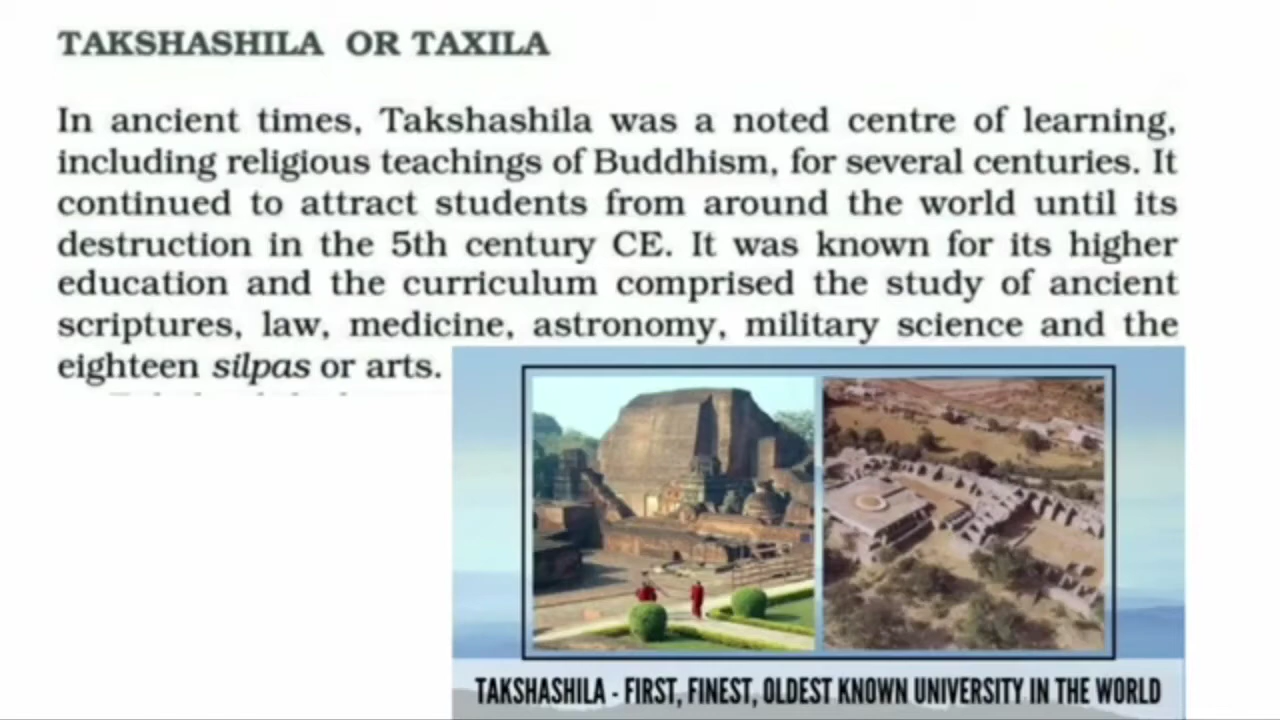 TAKSHASHILA OR TAXILA
In ancient times, Takshashila was a noted centre of learning,
including religious teachings of Buddhism, for several centuries. It
continued to attract students from around the world until its
destruction in the 5th century CE. It was known for its higher
education and the curriculum comprised the study of ancient
scriptures, law, medicine, astronomy, military science and the
eighteen silpas or arts.
TAKSHASHILA - FIRST, FINEST, OLDEST KNOWN UNIVERSITY IN THE WORLD